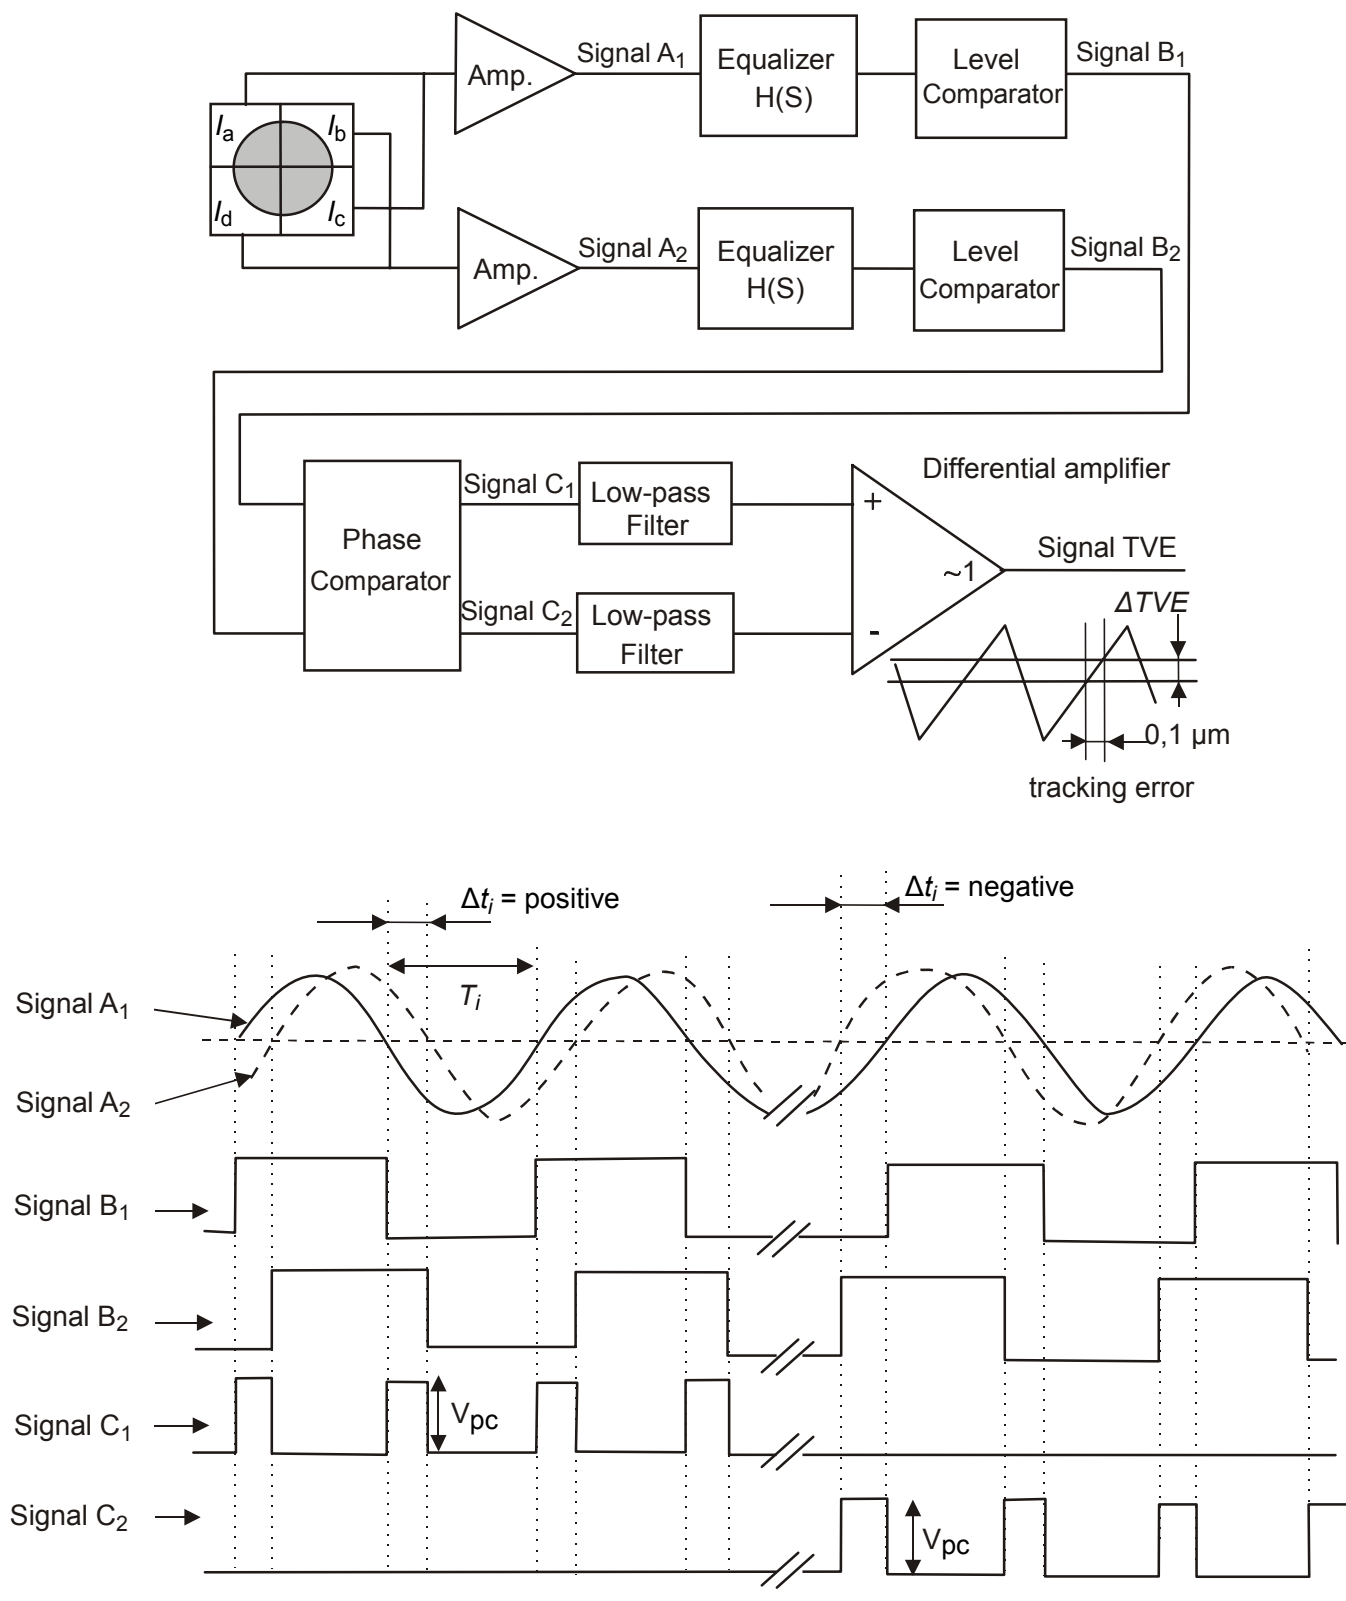 Amp.
Signal A1
Equalizer
H(S)
Level
Comparator
Signal B1
Ia
Ib
Id
Ic
Amp.
Signal A2
Equalizer
H(S)
Level
Comparator
Signal B2
Phase
Comparator
Signal C1
Low-pass
Filter
Signal C2
Low-pass
Filter
Differential amplifier
+
-
~1
Signal TVE
ΔTVE
0,1 µm
tracking error
Δti = positive
Δti = negative
Ti
Signal A1
Signal A2
Signal B1
Signal B2
Signal C1
Vpc
Signal C2
Vpc